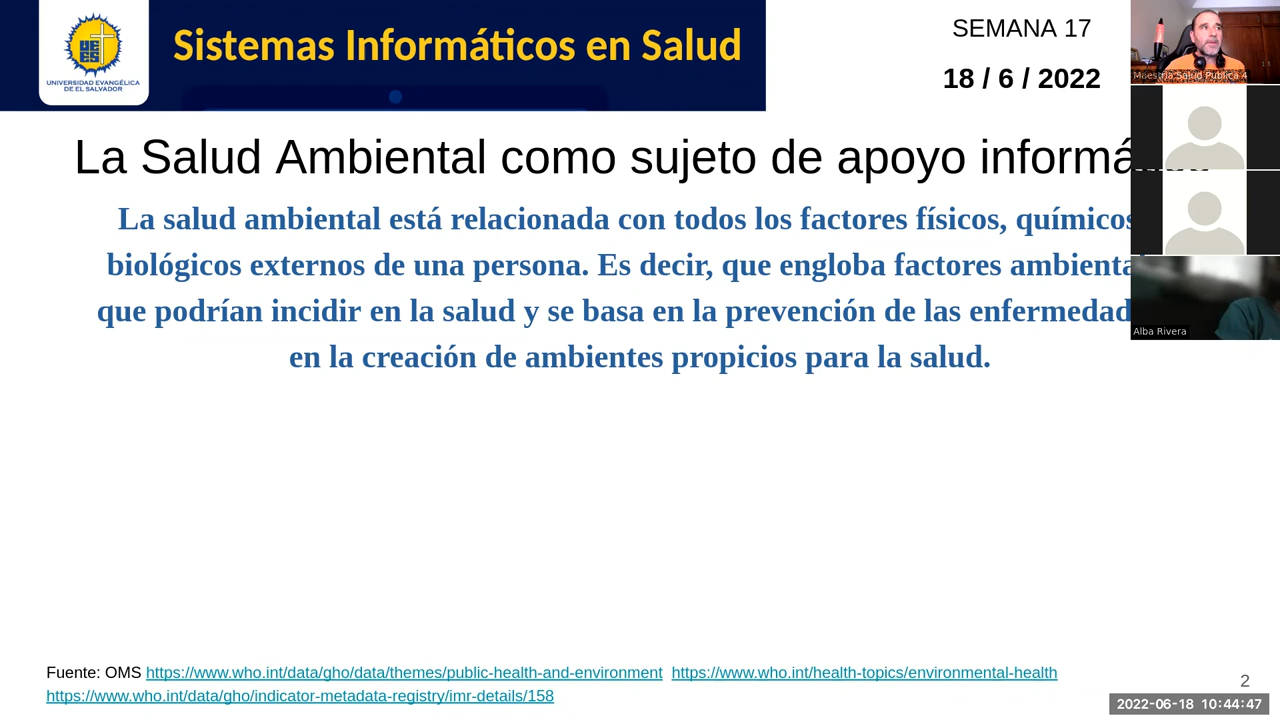 UNIVERSIDAD EVANGÉLICA
DE EL SALVADOR
Sistemas Informáticos en Salud
SEMANA 17
18 / 6 / 2022
Maestria Salud Publica 4
La Salud Ambiental como sujeto de apoyo
La salud ambiental está relacionada con todos los factores físicos, químicos
biológicos externos de una persona. Es decir, que engloba factores
que podrían incidir en la salud y se basa en la prevención de las
en la creación de ambientes propicios para la salud.
Alba Rivera
Fuente: OMS https://www.who.int/data/gho/data/themes/public-health-and-environment https://www.who.int/health-topics/environmental-health
https://www.who.int/data/gho/indicator-metadata-registry/imr-details/158
2
2022-06-18 10:44:47